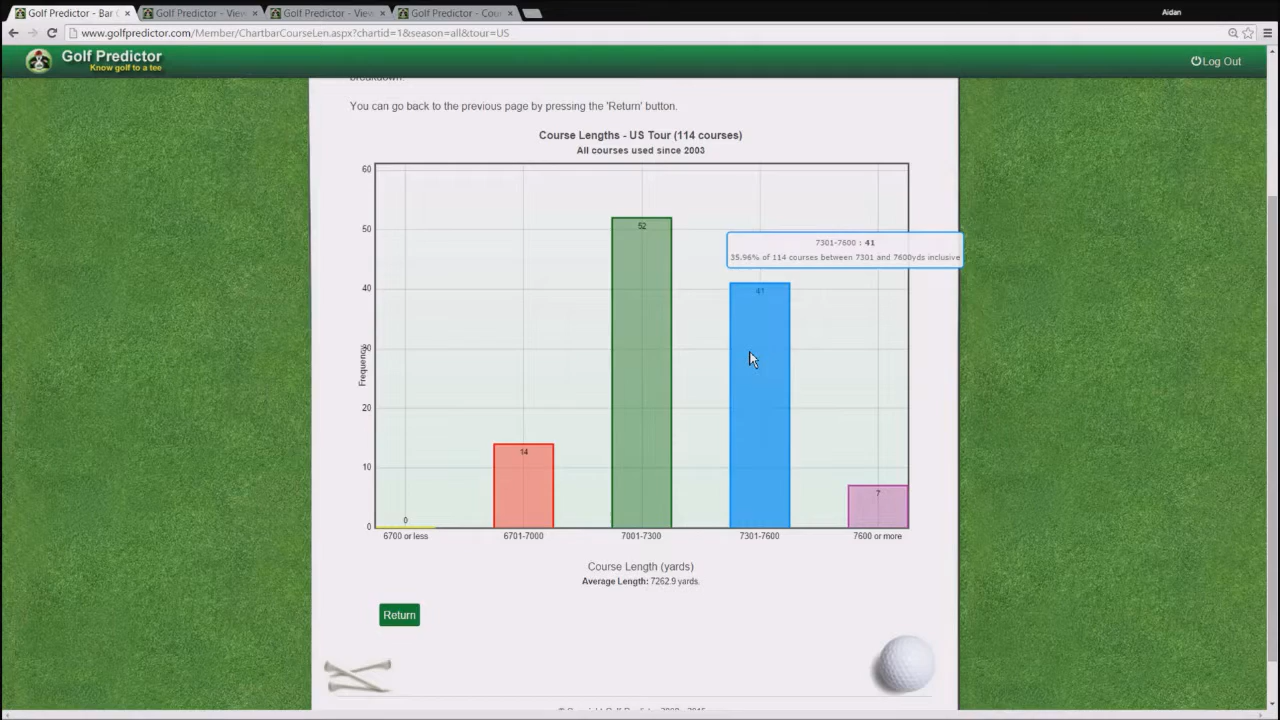 Golf Predictor - Bar C
Golf Predictor - View
Golf Predictor - View
Golf Predictor - Cour
Aidan
www.golfpredictor.com/Member/ChartbarCourseLen.aspx?chartid=1&season=all&tour=US
Golf Predictor
Know golf to a tee
Log Out
breakdown.
You can go back to the previous page by pressing the 'Return' button.
Course Lengths - US Tour (114 courses)
All courses used since 2003
60
50
40
30
20
10
0
Frequency
0
14
52
41
7
7301-7600 : 41
35.96% of 114 courses between 7301 and 7600yds inclusive
6700 or less
6701-7000
7001-7300
7301-7600
7600 or more
Course Length (yards)
Average Length: 7262.9 yards.
Return